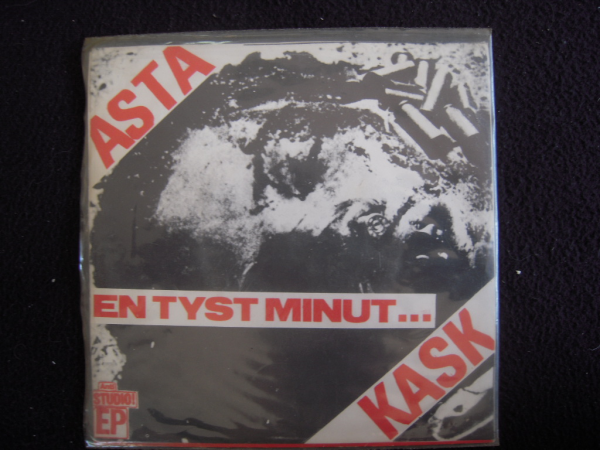 ASTA
EN TYST MINUT...
KASK
STUDIO!
EP